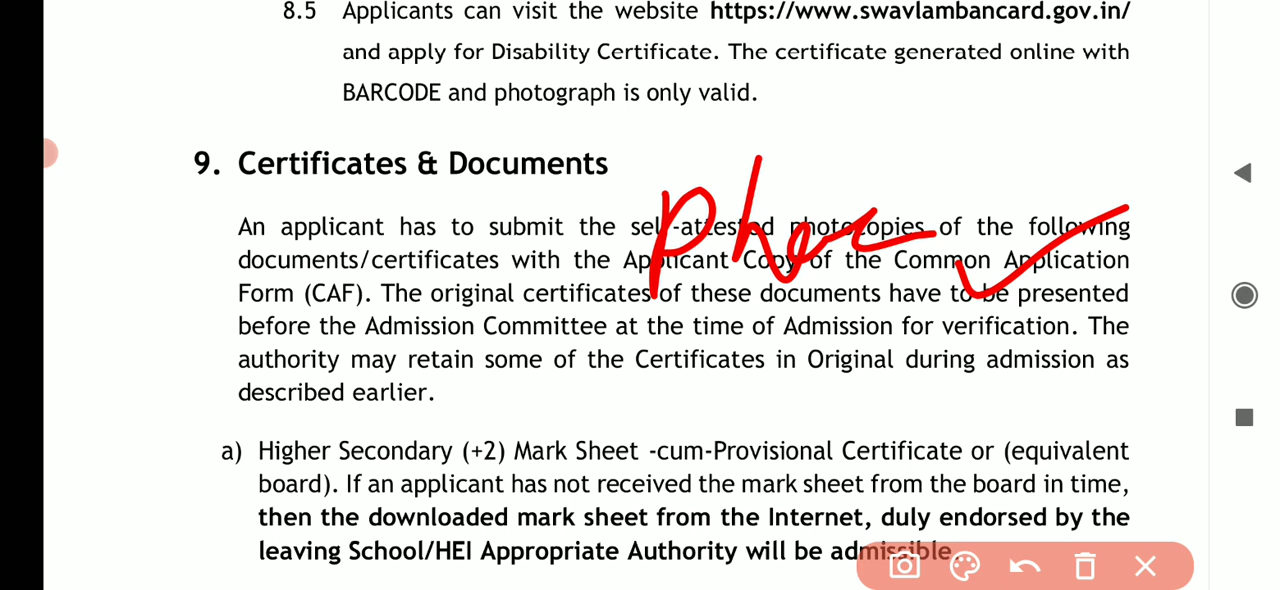 8.5 Applicants can visit the website https://www.swavlambancard.gov.in/
and apply for Disability Certificate. The certificate generated online with
BARCODE and photograph is only valid.
9. Certificates & Documents
An applicant has to submit the self-attested photocopies of the following
documents/certificates with the Applicant Copy of the Common Application
Form (CAF). The original certificates of these documents have to be presented
before the Admission Committee at the time of Admission for verification. The
authority may retain some of the Certificates in Original during admission as
described earlier.
a) Higher Secondary (+2) Mark Sheet -cum-Provisional Certificate or (equivalent
board). If an applicant has not received the mark sheet from the board in time,
then the downloaded mark sheet from the Internet, duly endorsed by the
leaving School/HEI Appropriate Authority will be admissible.